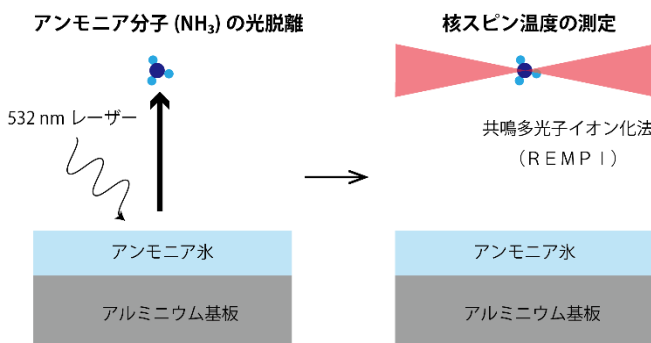 アンモニア分子 (NH₃) の光脱離
532 nm レーザー
アンモニア氷
アルミニウム基板
核スピン温度の測定
共鳴多光子イオン化法
（ＲＥＭＰＩ）
アンモニア氷
アルミニウム基板